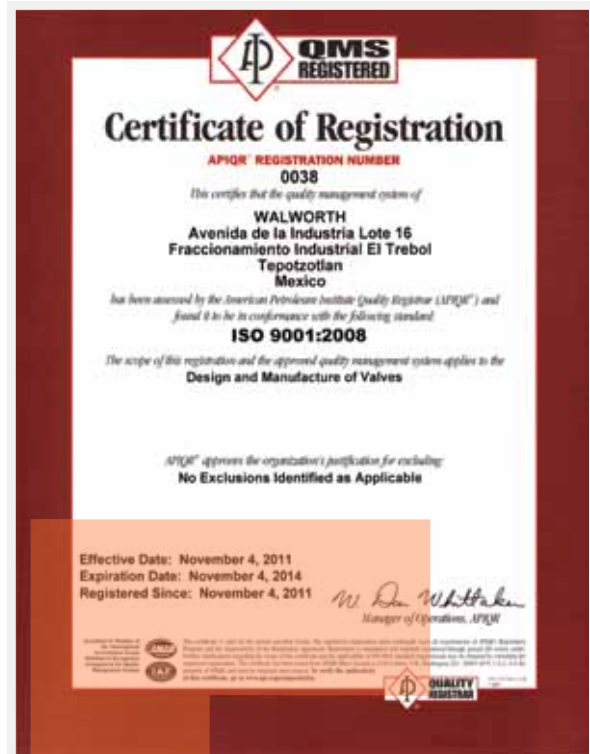 API
QMS
REGISTERED
Certificate of Registration
APIQR® REGISTRATION NUMBER
0038
This certifies that the quality management system of
WALWORTH
Avenida de la Industria Lote 16
Fraccionamiento Industrial El Trebol
Tepotzotlan
Mexico
has been assessed by the American Petroleum Institute Quality Registrar (APIQR®) and
found it to be in conformance with the following standard:
ISO 9001:2008
The scope of this registration and the approved quality management system applies to the
Design and Manufacture of Valves
APIQR® approves the organization's justification for excluding:
No Exclusions Identified as Applicable
Effective Date: November 4, 2011
Expiration Date: November 4, 2014
Registered Since: November 4, 2011
W. Don Whittaker
Manager of Operations, APIQR
API
QUALITY
REGISTRAR